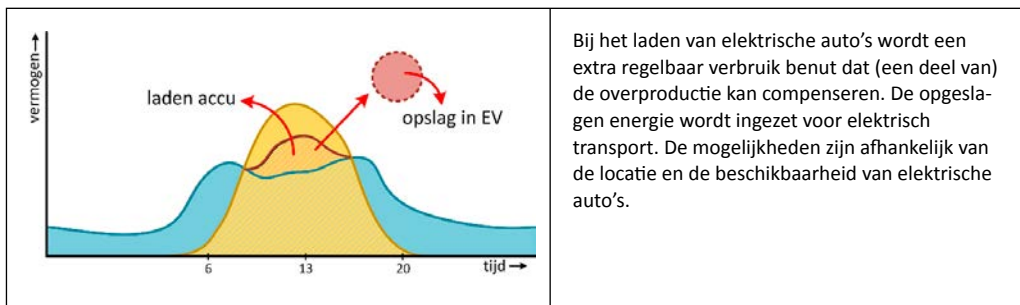 vermogen→
laden accu
opslag in EV
6
13
20
tijd→
Bij het laden van elektrische auto’s wordt een
extra regelbaar verbruik benut dat (een deel van)
de overproductie kan compenseren. De opgesla-
gen energie wordt ingezet voor elektrisch
transport. De mogelijkheden zijn afhankelijk van
de locatie en de beschikbaarheid van elektrische
auto’s.